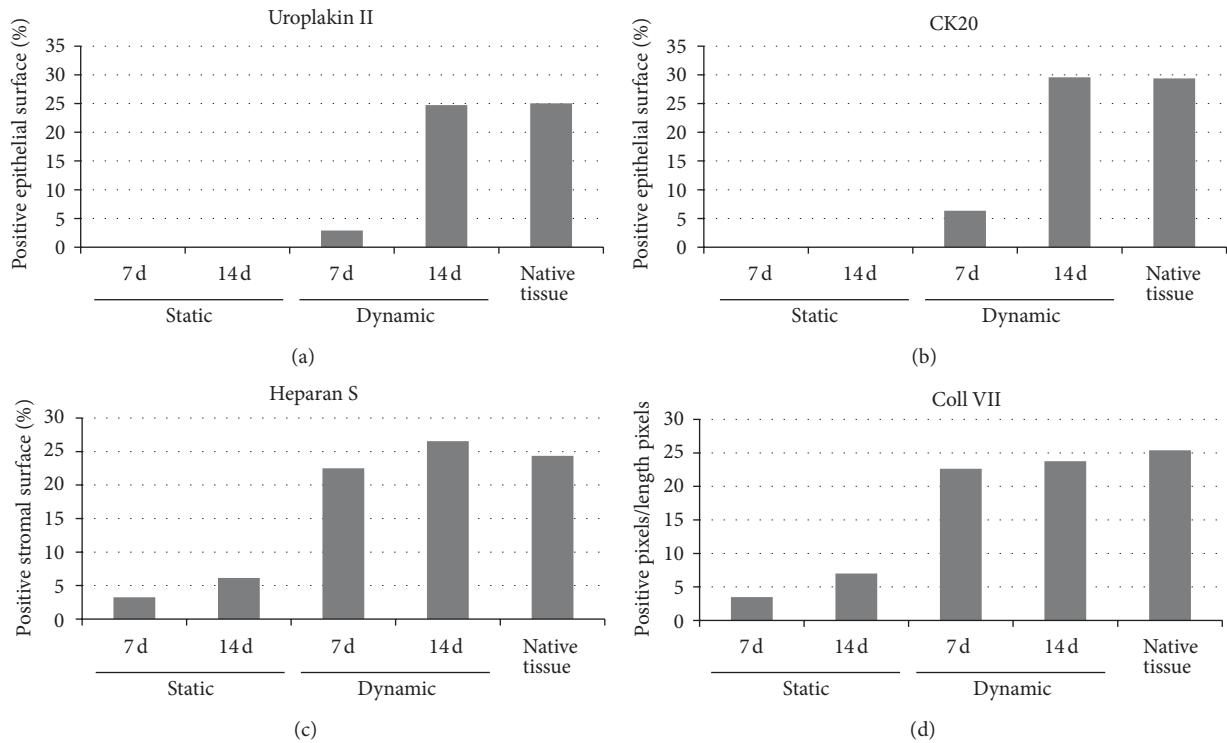 Uroplakin II
Positive epithelial surface (%)
35
30
25
20
15
10
5
0
7 d 14 d 7 d 14 d Native
tissue
Static Dynamic
(a)
CK20
Positive epithelial surface (%)
35
30
25
20
15
10
5
0
7 d 14 d 7 d 14 d Native
tissue
Static Dynamic
(b)
Heparan S
Positive stromal surface (%)
30
25
20
15
10
5
0
7 d 14 d 7 d 14 d Native
tissue
Static Dynamic
(c)
Coll VII
Positive pixels/length pixels
30
25
20
15
10
5
0
7 d 14 d 7 d 14 d Native
tissue
Static Dynamic
(d)